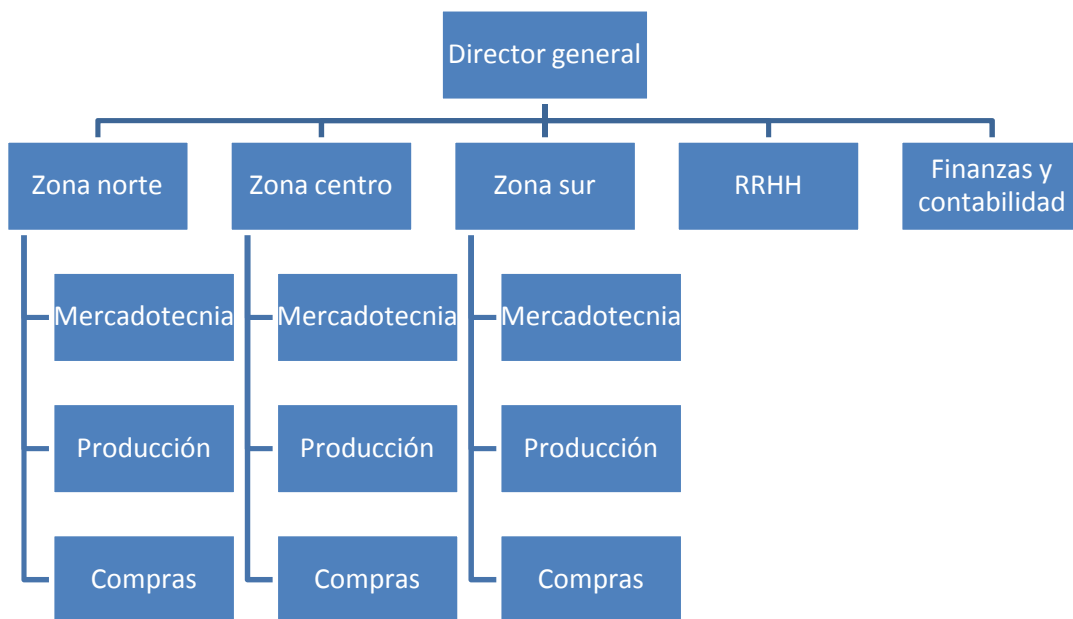 Director general
Zona norte
Zona centro
Zona sur
RRHH
Finanzas y
contabilidad
Mercadotecnia
Mercadotecnia
Mercadotecnia
Producción
Producción
Producción
Compras
Compras
Compras